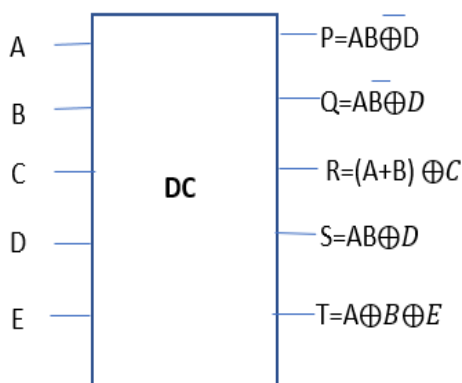 A
P=AB⊕D̅
B
Q=AB̅⊕D
C
DC
R=(A+B) ⊕C
D
S=AB⊕D
E
T=A⊕B⊕E